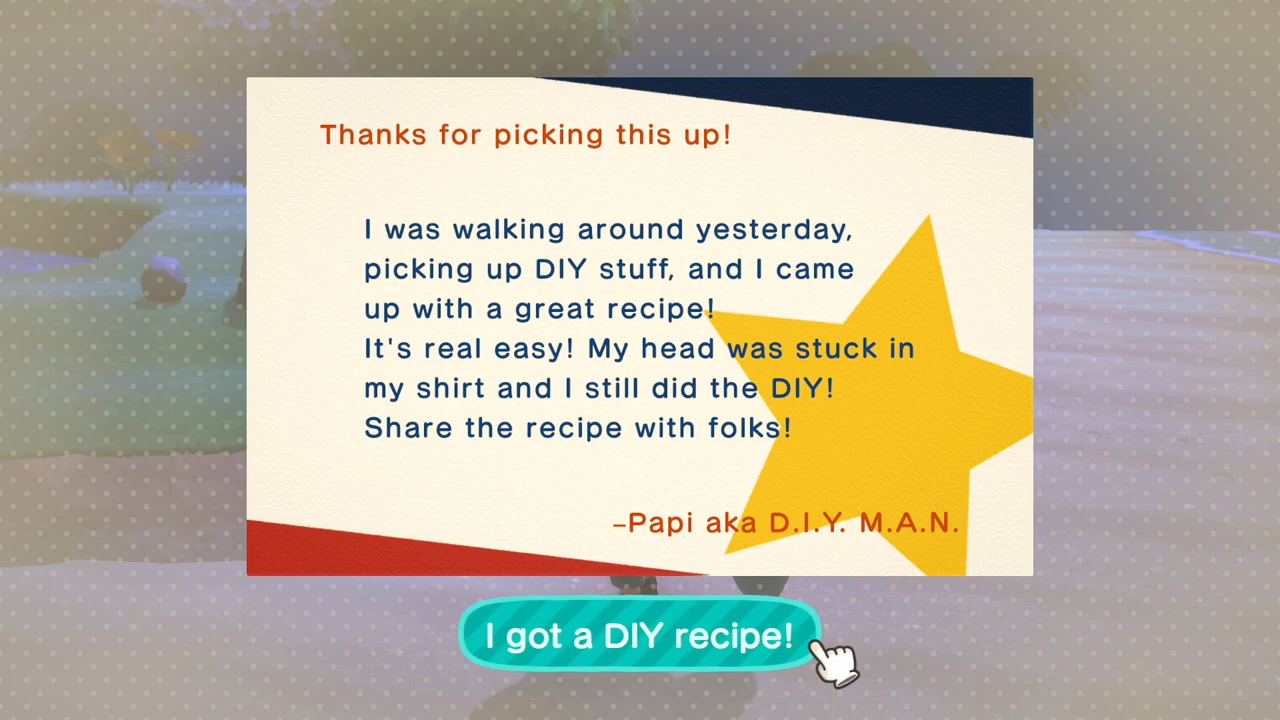 Thanks for picking this up!
I was walking around yesterday,
picking up DIY stuff, and I came
up with a great recipe!
It's real easy! My head was stuck in
my shirt and I still did the DIY!
Share the recipe with folks!
–Papi aka D.I.Y. M.A.N.
I got a DIY recipe!